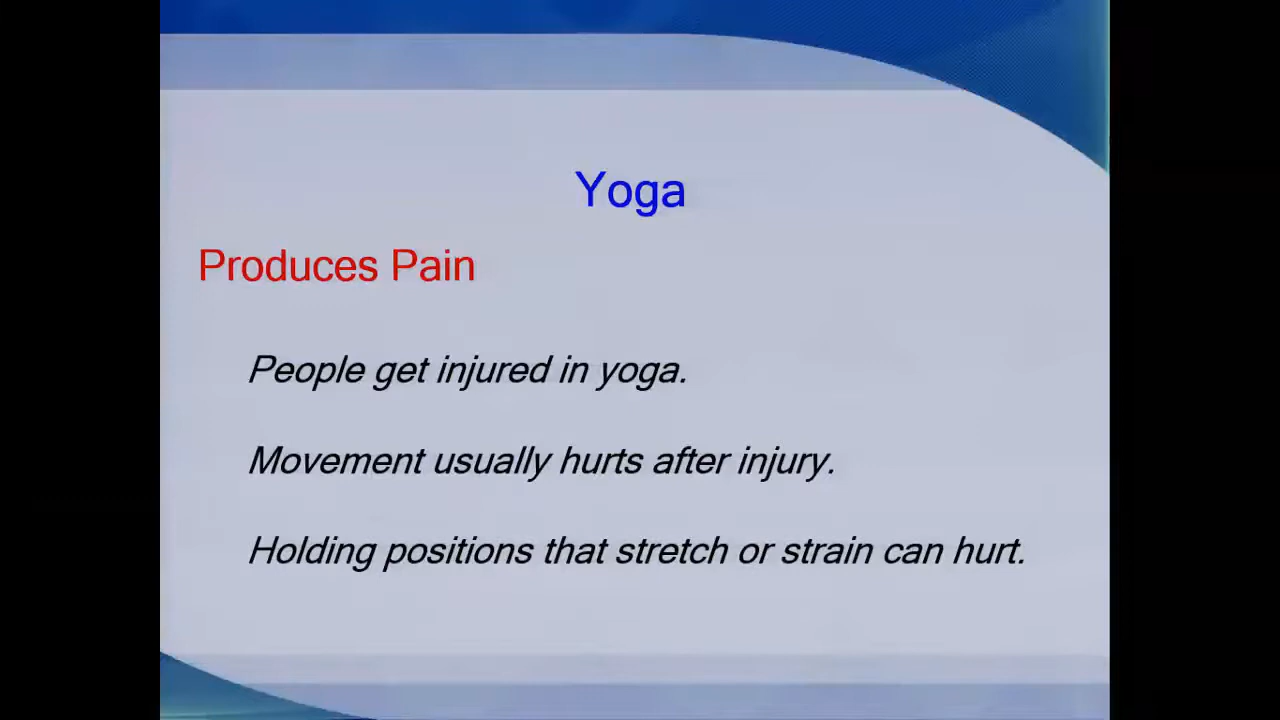 Yoga
Produces Pain
People get injured in yoga.
Movement usually hurts after injury.
Holding positions that stretch or strain can hurt.